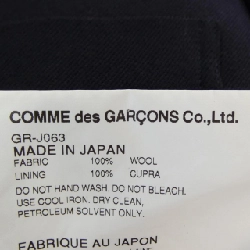 COMME des GARÇONS Co.,Ltd.
GR-J063
MADE IN JAPAN
FABRIC 100% WOOL
LINING 100% CUPRA
DO NOT HAND WASH. DO NOT BLEACH.
USE COOL IRON. DRY CLEAN,
PETROLEUM SOLVENT ONLY.
FABRIQUE AU JAPON